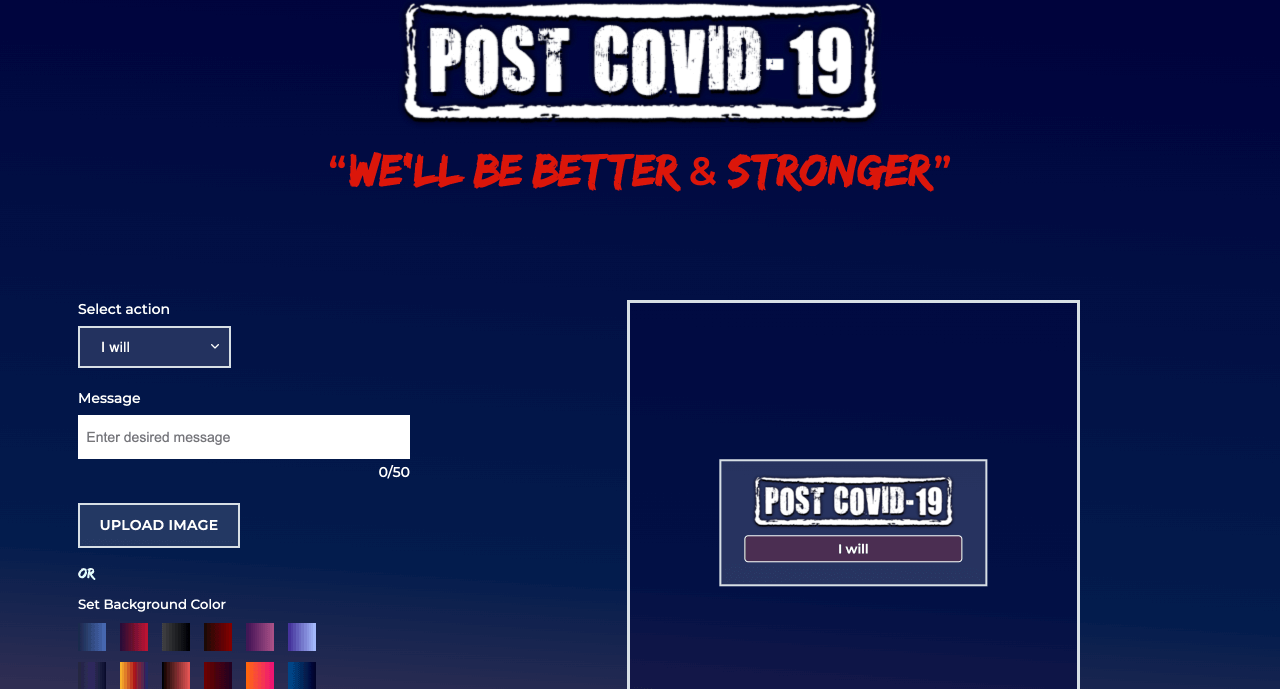 POST COVID-19
“WE'LL BE BETTER & STRONGER”
Select action
I will
Message
Enter desired message
0/50
UPLOAD IMAGE
OR
Set Background Color
POST COVID-19
I will